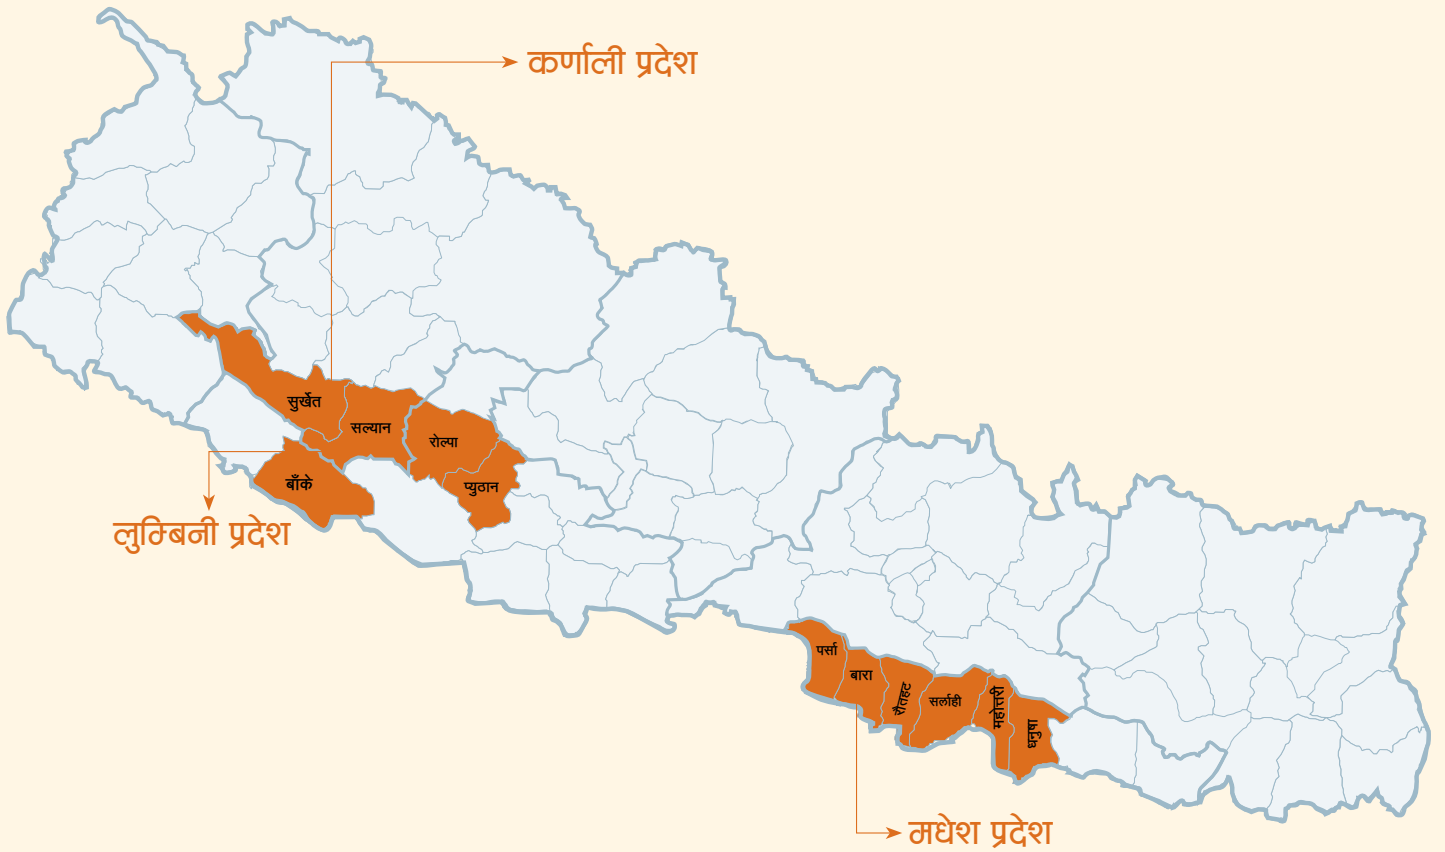 कर्णाली प्रदेश
सुर्खेत
सल्यान
रोल्पा
बाँके
प्युठान
लुम्बिनी प्रदेश
पर्सा
बारा
रौतहट
सर्लाही
महोत्तरी
धनुषा
मधेश प्रदेश